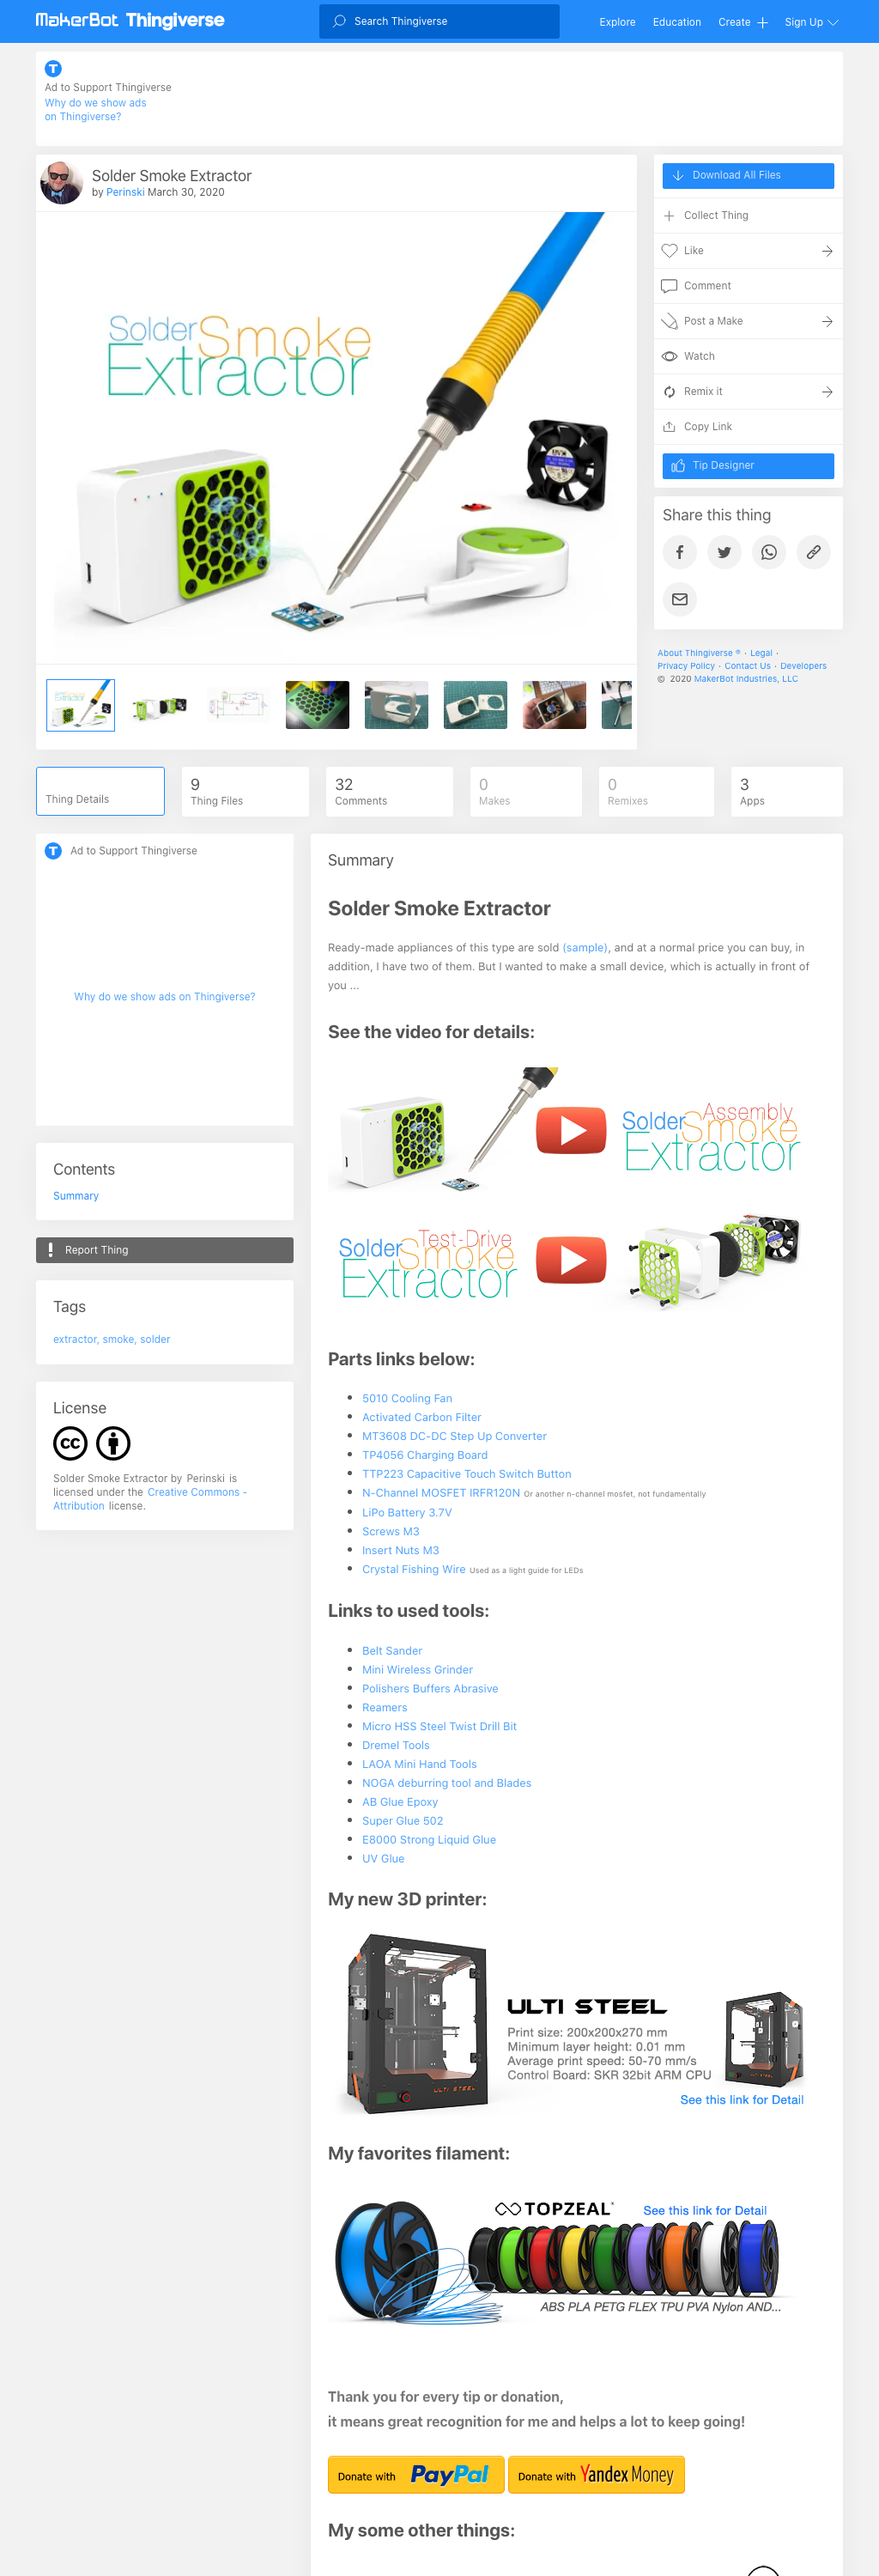 MakerBot Thingiverse
Search Thingiverse
Explore
Education
Create
Sign Up
Ad to Support Thingiverse
Why do we show ads
on Thingiverse?
Solder Smoke Extractor
by Perinski March 30, 2020
Solder Smoke
Extractor
Download All Files
Collect Thing
Like
Comment
Post a Make
Watch
Remix it
Copy Link
Tip Designer
Share this thing
About Thingiverse ® · Legal ·
Privacy Policy · Contact Us · Developers
© 2020 MakerBot Industries, LLC
Thing Details
9
Thing Files
32
Comments
0
Makes
0
Remixes
3
Apps
Ad to Support Thingiverse
Why do we show ads on Thingiverse?
Contents
Summary
Report Thing
Tags
extractor, smoke, solder
License
cc
Solder Smoke Extractor by Perinski is
licensed under the Creative Commons -
Attribution license.
Summary
Solder Smoke Extractor
Ready-made appliances of this type are sold (sample), and at a normal price you can buy, in
addition, I have two of them. But I wanted to make a small device, which is actually in front of
you ...
See the video for details:
Assembly
Solder Smoke
Extractor
Test-Drive
Solder Smoke
Extractor
Parts links below:
5010 Cooling Fan
Activated Carbon Filter
MT3608 DC-DC Step Up Converter
TP4056 Charging Board
TTP223 Capacitive Touch Switch Button
N-Channel MOSFET IRFR120N Or another n-channel mosfet, not fundamentally
LiPo Battery 3.7V
Screws M3
Insert Nuts M3
Crystal Fishing Wire Used as a light guide for LEDs
Links to used tools:
Belt Sander
Mini Wireless Grinder
Polishers Buffers Abrasive
Reamers
Micro HSS Steel Twist Drill Bit
Dremel Tools
LAOA Mini Hand Tools
NOGA deburring tool and Blades
AB Glue Epoxy
Super Glue 502
E8000 Strong Liquid Glue
UV Glue
My new 3D printer:
ULTI STEEL
ULTI STEEL
Print size: 200x200x270 mm
Minimum layer height: 0.01 mm
Average print speed: 50-70 mm/s
Control Board: SKR 32bit ARM CPU
See this link for Detail
My favorites filament:
TOPZEAL
See this link for Detail
ABS PLA PETG FLEX TPU PVA Nylon AND...
Thank you for every tip or donation,
it means great recognition for me and helps a lot to keep going!
Donate with PayPal
Donate with Yandex Money
My some other things: